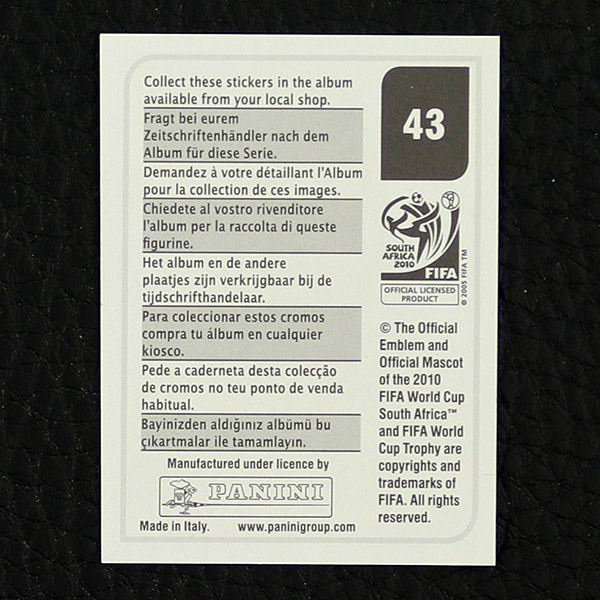 Collect these stickers in the album
available from your local shop.
Fragt bei eurem
Zeitschriftenhändler nach dem
Album für diese Serie.
Demandez à votre détaillant l'Album
pour la collection de ces images.
Chiedete al vostro rivenditore
l'album per la raccolta di queste
figurine.
Het album en de andere
plaatjes zijn verkrijgbaar bij de
tijdschrifthandelaar.
Para coleccionar estos cromos
compra tu álbum en cualquier
kiosco.
Pede a caderneta desta colecção
de cromos no teu ponto de venda
habitual.
Bayinizden aldığınız albümü bu
çıkartmalar ile tamamlayın.
Manufactured under licence by
PANINI
Made in Italy. www.paninigroup.com
43
SOUTH
AFRICA
2010
FIFA
OFFICIAL LICENSED
PRODUCT
© 2005 FIFA TM
© The Official
Emblem and
Official Mascot
of the 2010
FIFA World Cup
South Africa™
and FIFA World
Cup Trophy are
copyrights and
trademarks of
FIFA. All rights
reserved.